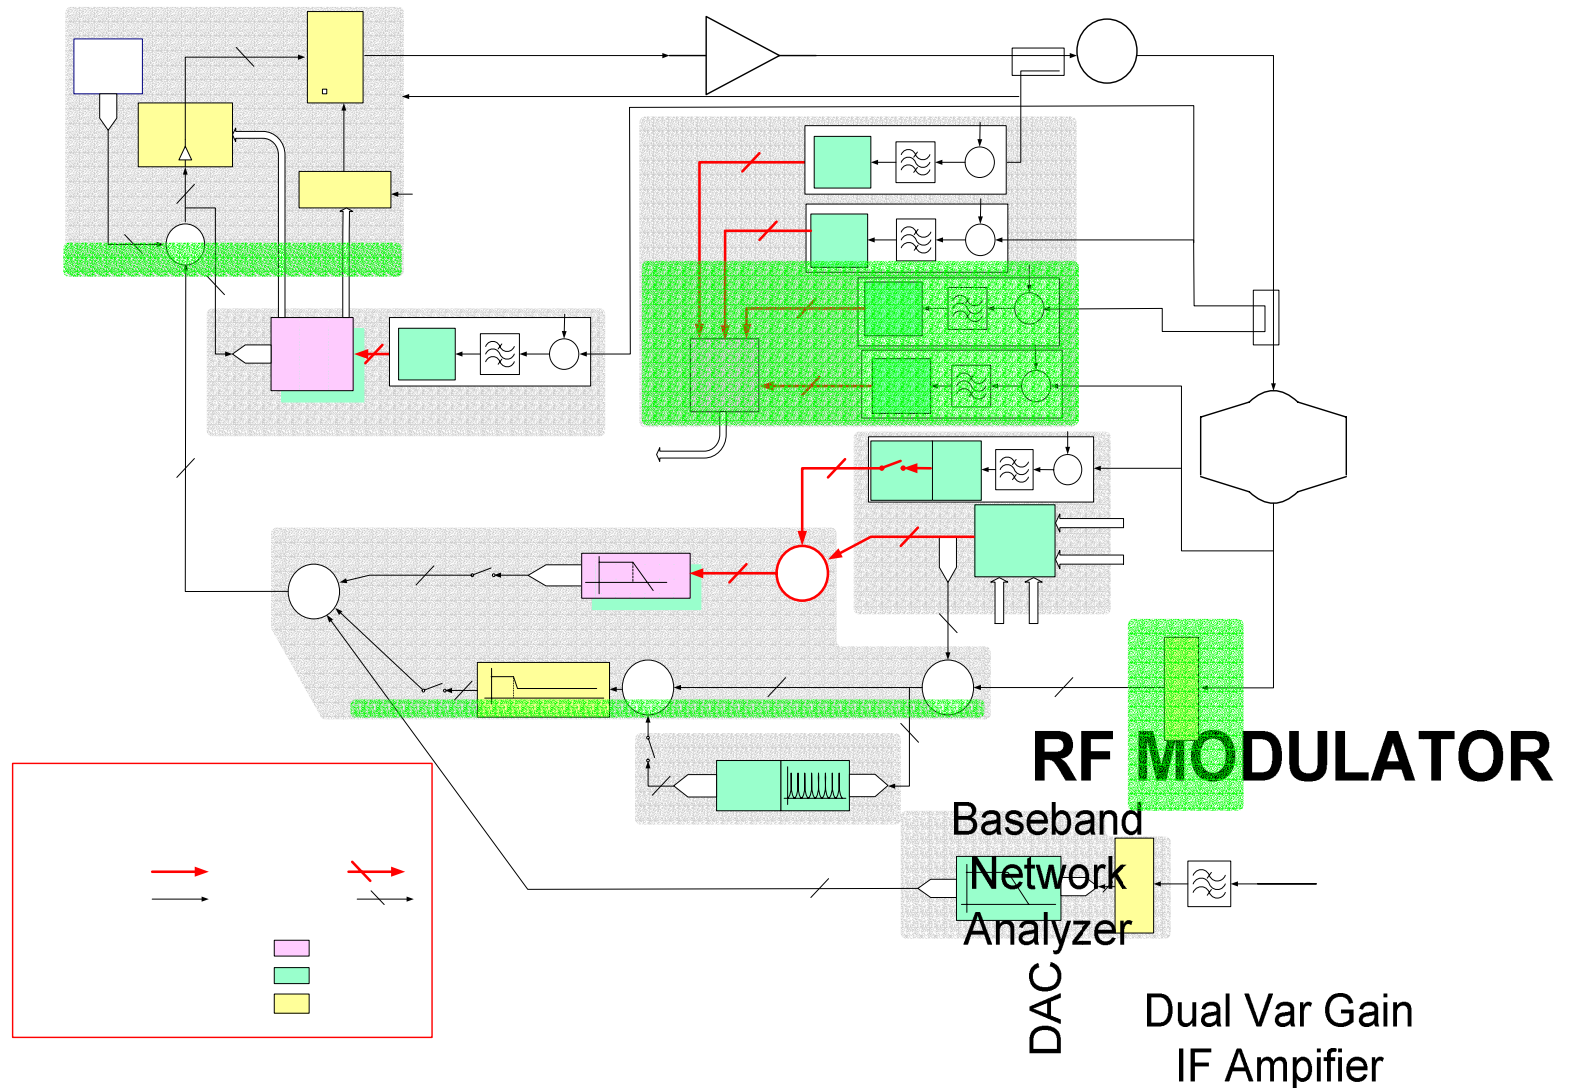 RF MODULATOR
Baseband
Network
Analyzer
DAC
Dual Var Gain
IF Ampifier